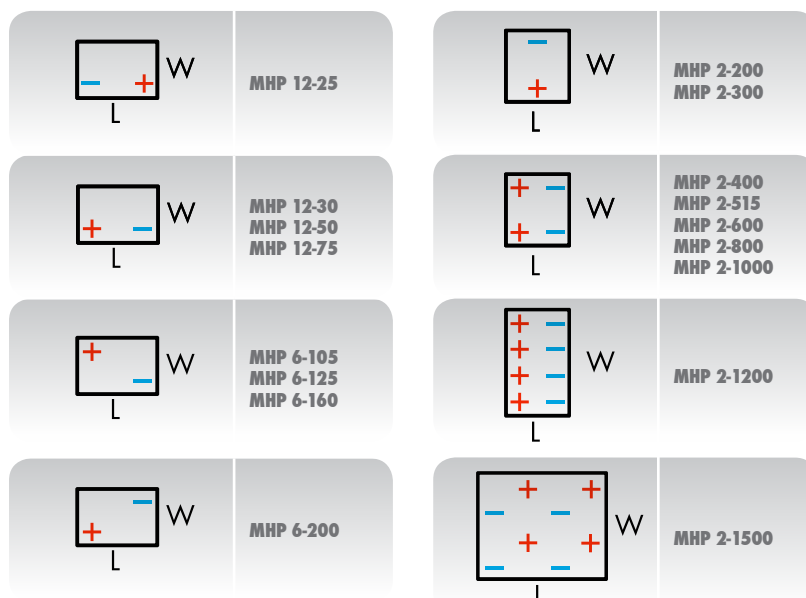 W
L
MHP 12-25
W
L
MHP 12-30
MHP 12-50
MHP 12-75
W
L
MHP 6-105
MHP 6-125
MHP 6-160
W
L
MHP 6-200
W
L
MHP 2-200
MHP 2-300
W
L
MHP 2-400
MHP 2-515
MHP 2-600
MHP 2-800
MHP 2-1000
W
L
MHP 2-1200
W
L
MHP 2-1500